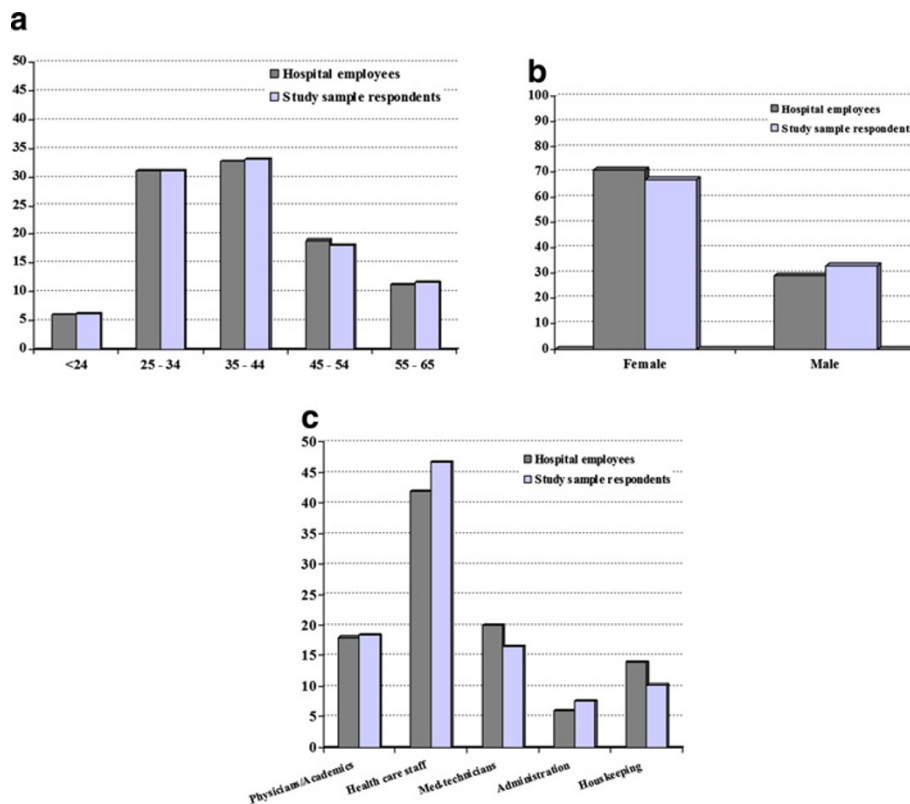 a
50
45
40
35
30
25
20
15
10
5
0
Hospital employees
Study sample respondents
<24 25 - 34 35 - 44 45 - 54 55 - 65
b
100
90
80
70
60
50
40
30
20
10
0
Hospital employees
Study sample respondent
Female Male
c
50
45
40
35
30
25
20
15
10
5
0
Hospital employees
Study sample respondents
Physicians/Academics Health care staff Med-technicians Administration Houskeeping